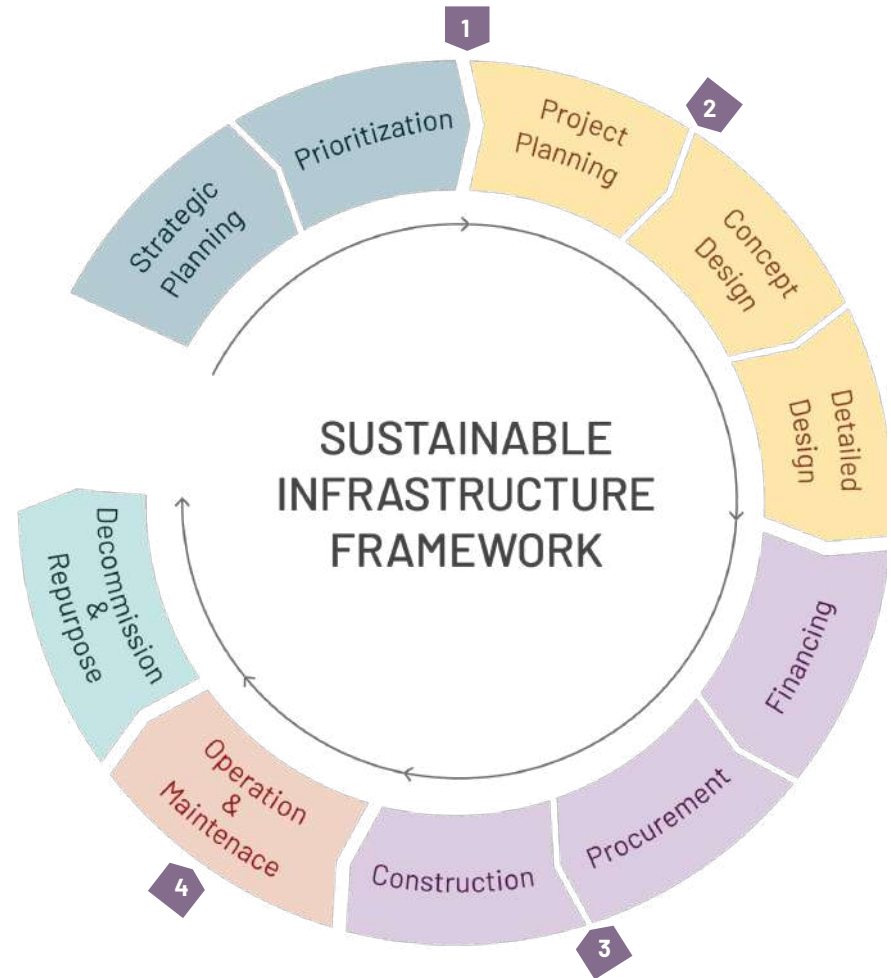 1
2
3
4
Strategic
Planning
Prioritization
Project
Planning
Concept
Design
Detailed
Design
Financing
Procurement
Construction
Operation
&
Maintenace
Decommission
&
Repurpose
SUSTAINABLE
INFRASTRUCTURE
FRAMEWORK